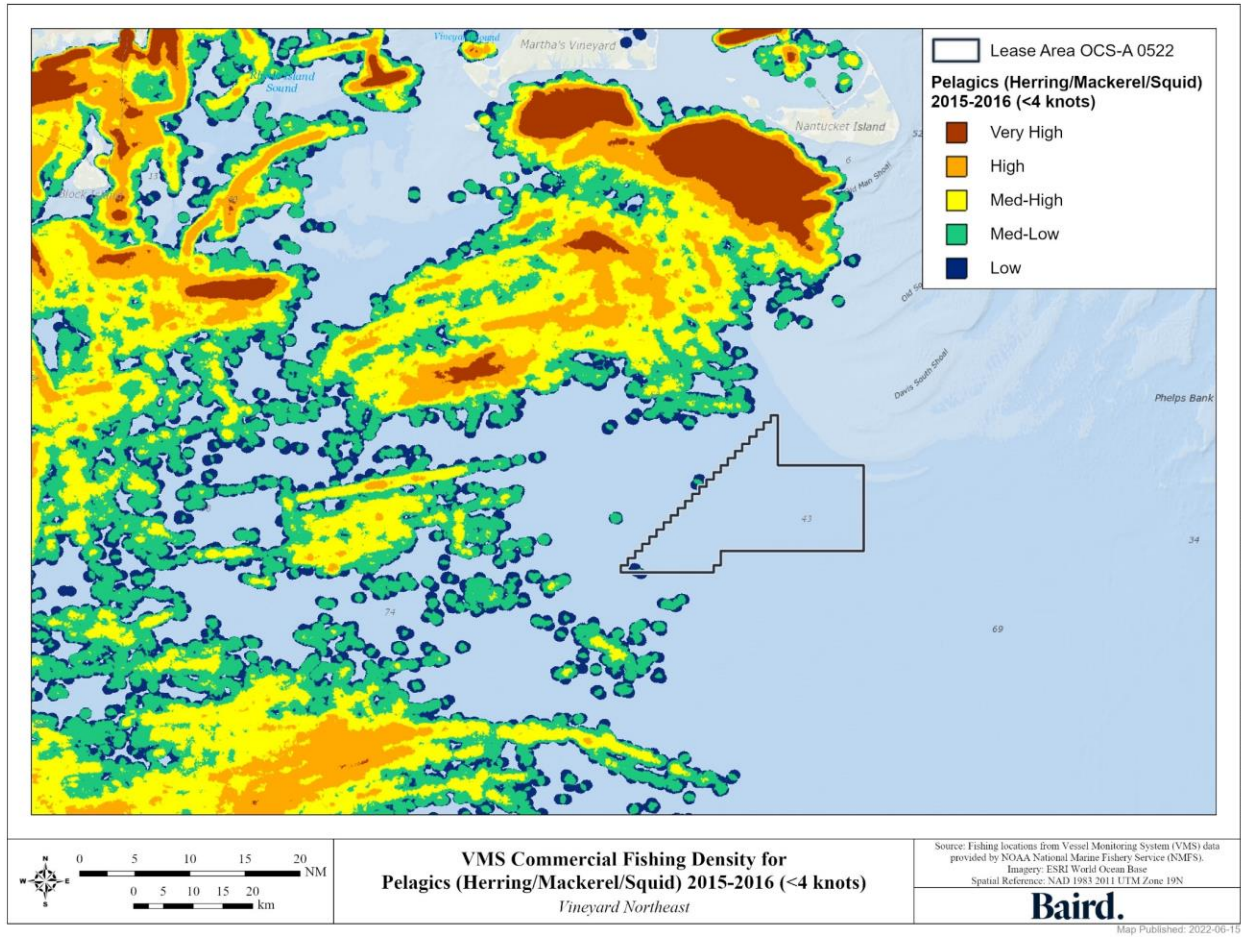 Vineyard Sound
Martha's Vineyard
Rhode Island
Sound
Nantucket Island
52
6
Old Man Shoal
Block Island
13
Davis South Shoal
Phelps Bank
43
34
74
69
Lease Area OCS-A 0522
Pelagics (Herring/Mackerel/Squid)
2015-2016 (<4 knots)
Very High
High
Med-High
Med-Low
Low
N
W
E
S
0 5 10 15 20
NM
0 5 10 15 20
km
VMS Commercial Fishing Density for
Pelagics (Herring/Mackerel/Squid) 2015-2016 (<4 knots)
Vineyard Northeast
Source: Fishing locations from Vessel Monitoring System (VMS) data
provided by NOAA National Marine Fishery Service (NMFS).
Imagery: ESRI World Ocean Base
Spatial Reference: NAD 1983 2011 UTM Zone 19N
Baird.
Map Published: 2022-06-15